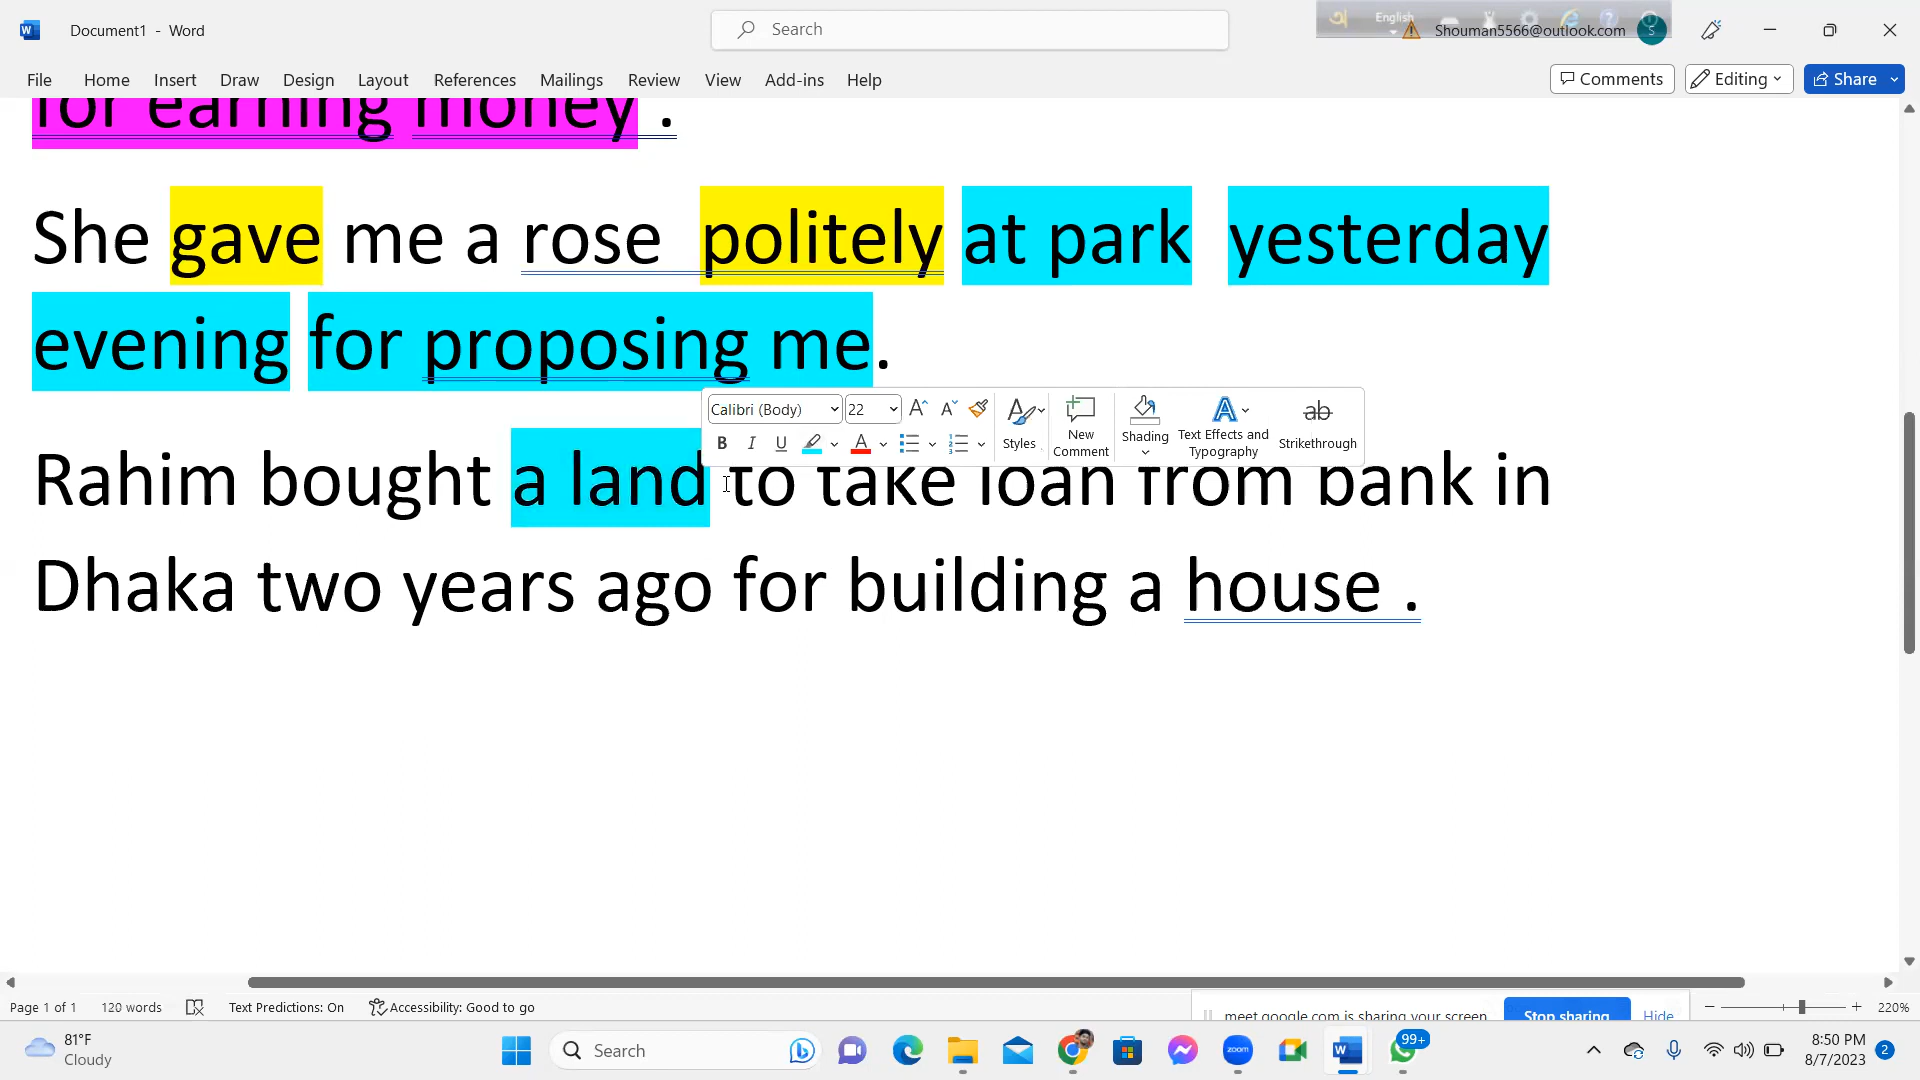 Document1 - Word
Search
English
Shouman5566@outlook.com
S
File Home Insert Draw Design Layout References Mailings Review View Add-ins Help
Comments Editing Share
for earning money .
She gave me a rose politely at park yesterday
evening for proposing me.
Calibri (Body) 22
Styles
New
Comment
Shading
Text Effects and
Typography
Strikethrough
Rahim bought a land to take loan from bank in
Dhaka two years ago for building a house .
Page 1 of 1 120 words Text Predictions: On Accessibility: Good to go
meet.google.com is sharing your screen. Stop sharing Hide
220%
81°F
Cloudy
Search
zoom
99+
8:50 PM
8/7/2023
2